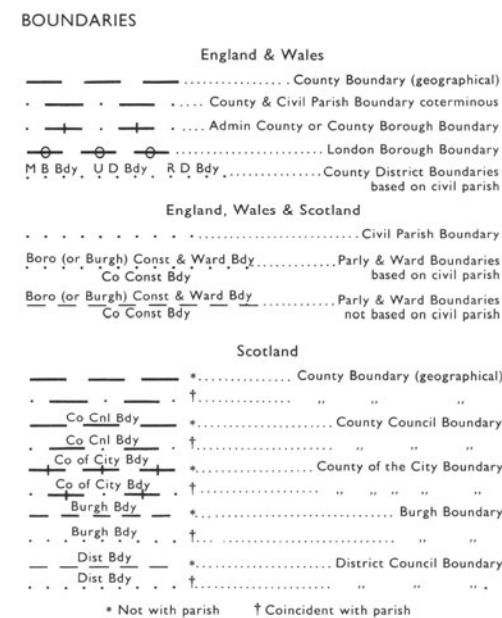 BOUNDARIES
England & Wales
County Boundary (geographical)
County & Civil Parish Boundary coterminous
Admin County or County Borough Boundary
London Borough Boundary
M B Bdy. U D Bdy. R D Bdy. County District Boundaries
based on civil parish
England, Wales & Scotland
Civil Parish Boundary
Boro (or Burgh) Const & Ward Bdy Parly & Ward Boundaries
Co Const Bdy based on civil parish
Boro (or Burgh) Const & Ward Bdy Parly & Ward Boundaries
Co Const Bdy not based on civil parish
Scotland
* County Boundary (geographical)
† ,, ,, ,,
Co Cnl Bdy * County Council Boundary
Co Cnl Bdy † ,, ,, ,,
Co of City Bdy * County of the City Boundary
Co of City Bdy † ,, ,, ,, ,, ,,
Burgh Bdy * Burgh Boundary
Burgh Bdy † ,, ,,
Dist Bdy * District Council Boundary
Dist Bdy † ,, ,, ,, .
* Not with parish † Coincident with parish